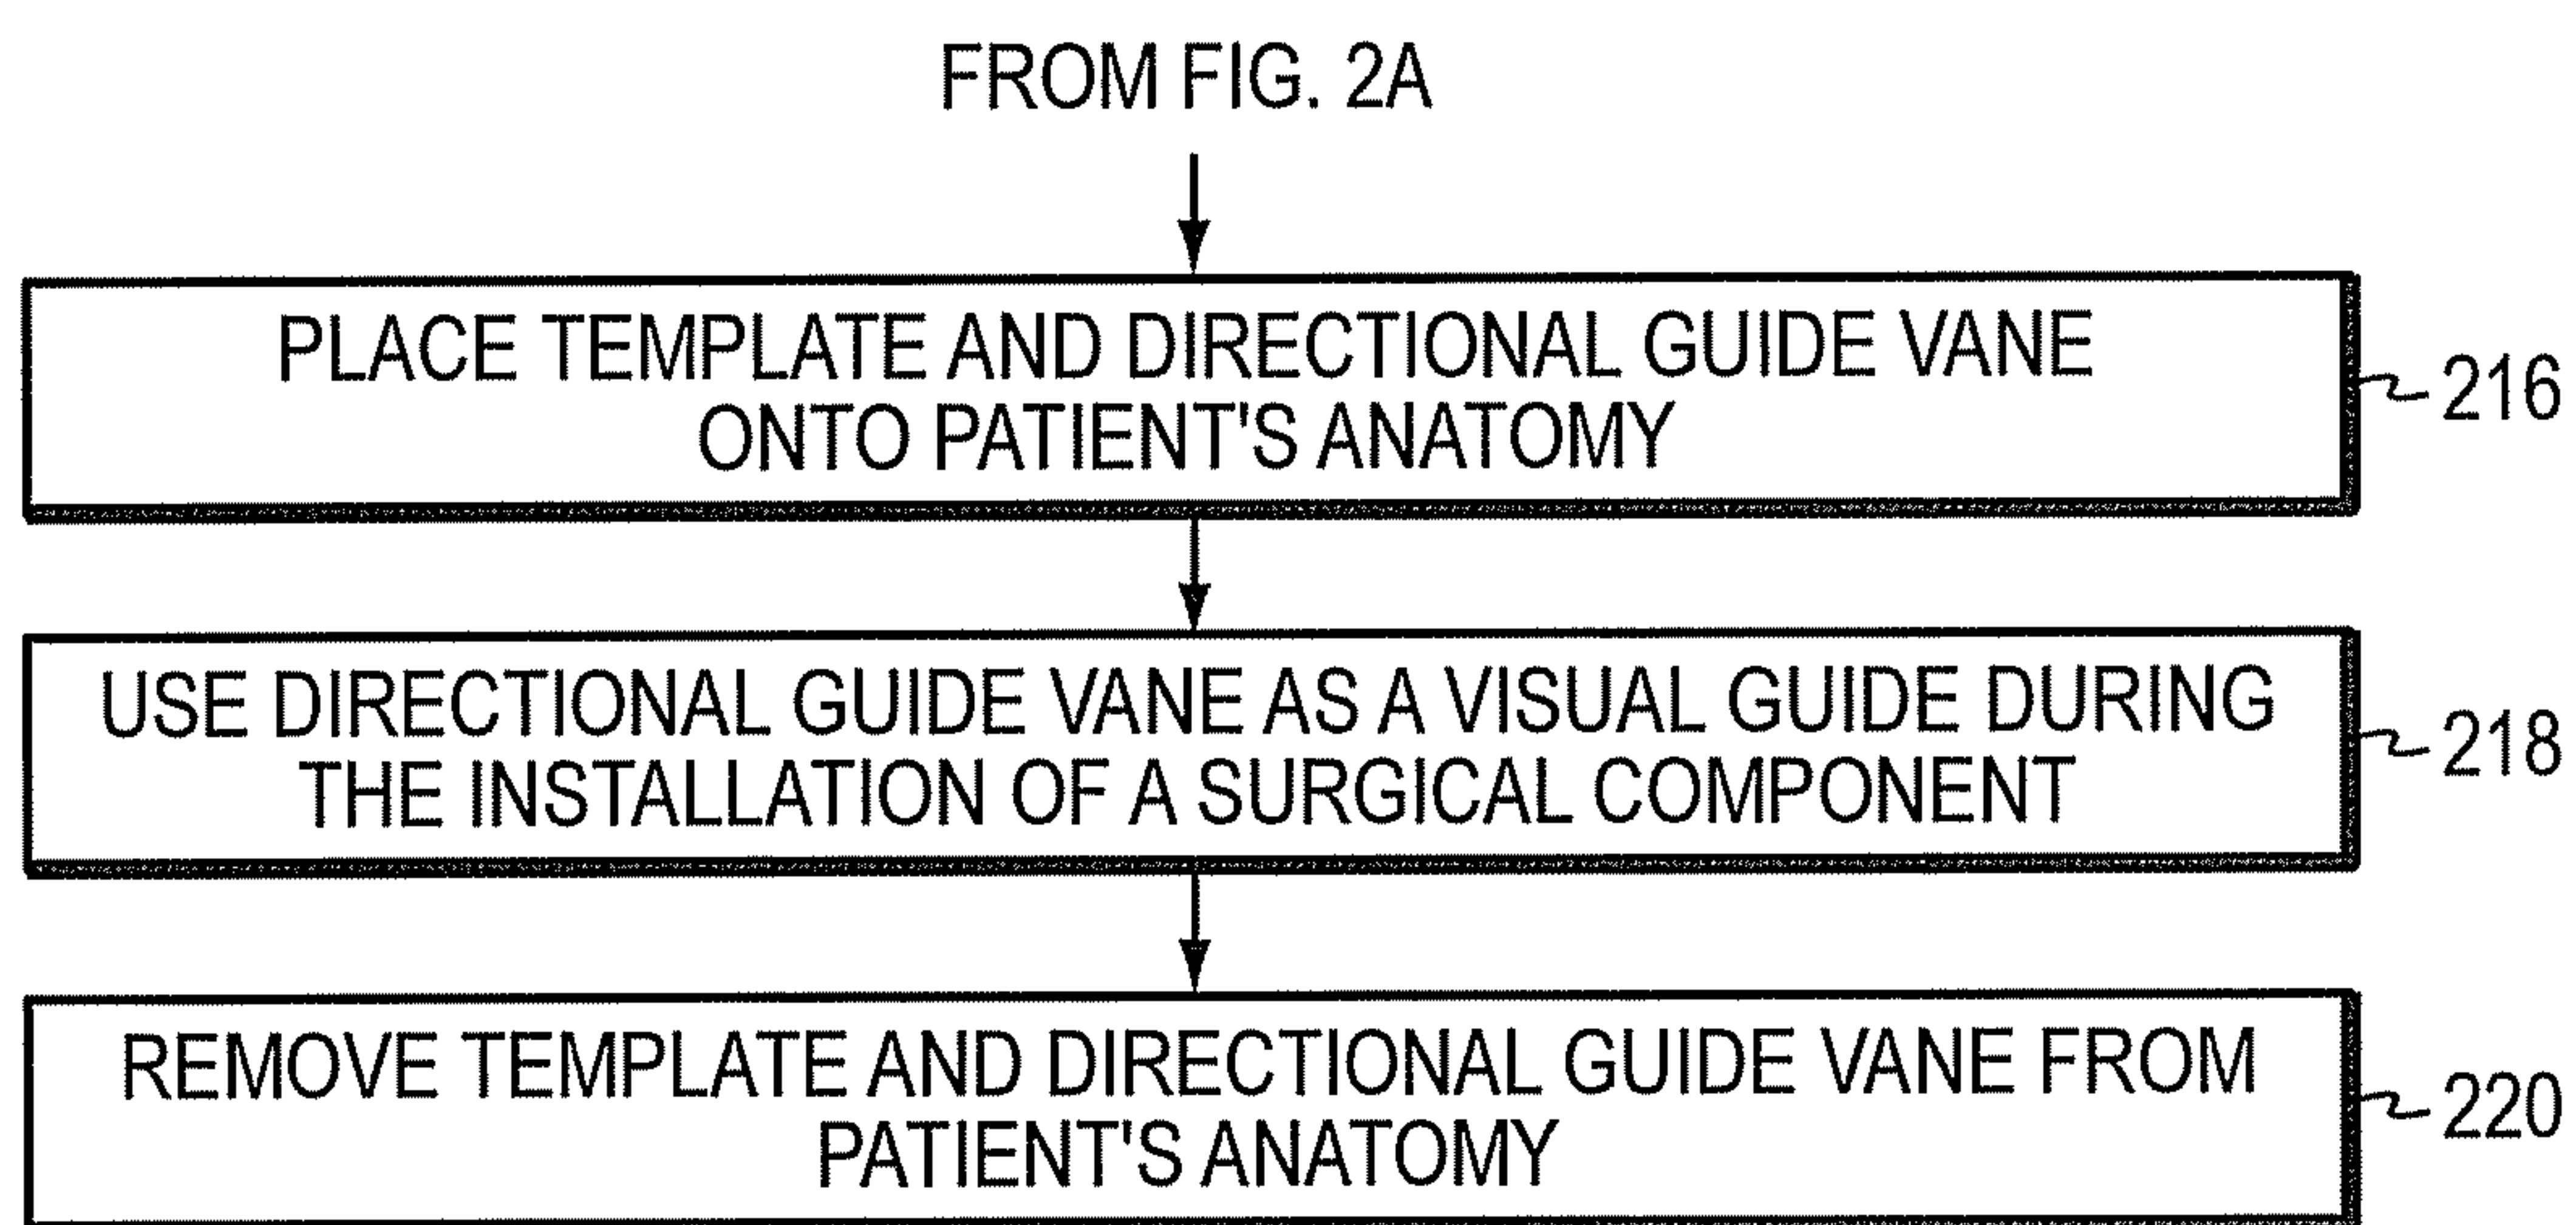 FROM FIG. 2A
PLACE TEMPLATE AND DIRECTIONAL GUIDE VANE
ONTO PATIENT'S ANATOMY
216
USE DIRECTIONAL GUIDE VANE AS A VISUAL GUIDE DURING
THE INSTALLATION OF A SURGICAL COMPONENT
218
REMOVE TEMPLATE AND DIRECTIONAL GUIDE VANE FROM
PATIENT'S ANATOMY
220